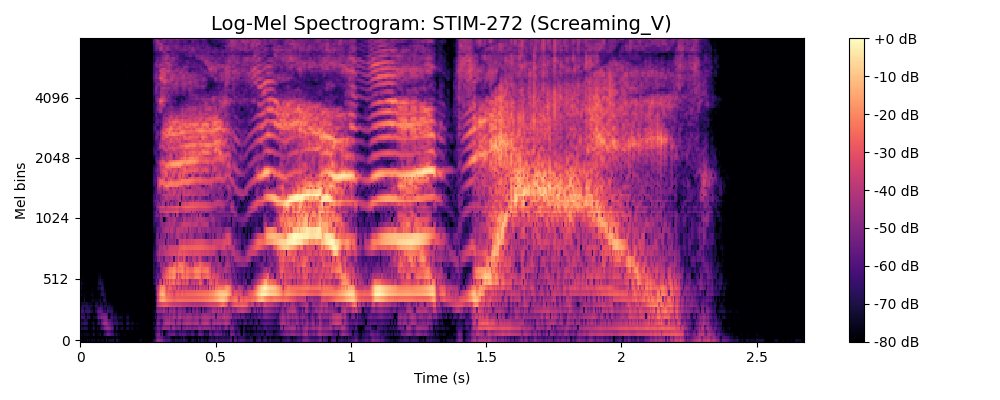 Log-Mel Spectrogram: STIM-272 (Screaming_V)
Mel bins
4096
2048
1024
512
0
0 0.5 1 1.5 2 2.5
Time (s)
+0 dB
-10 dB
-20 dB
-30 dB
-40 dB
-50 dB
-60 dB
-70 dB
-80 dB